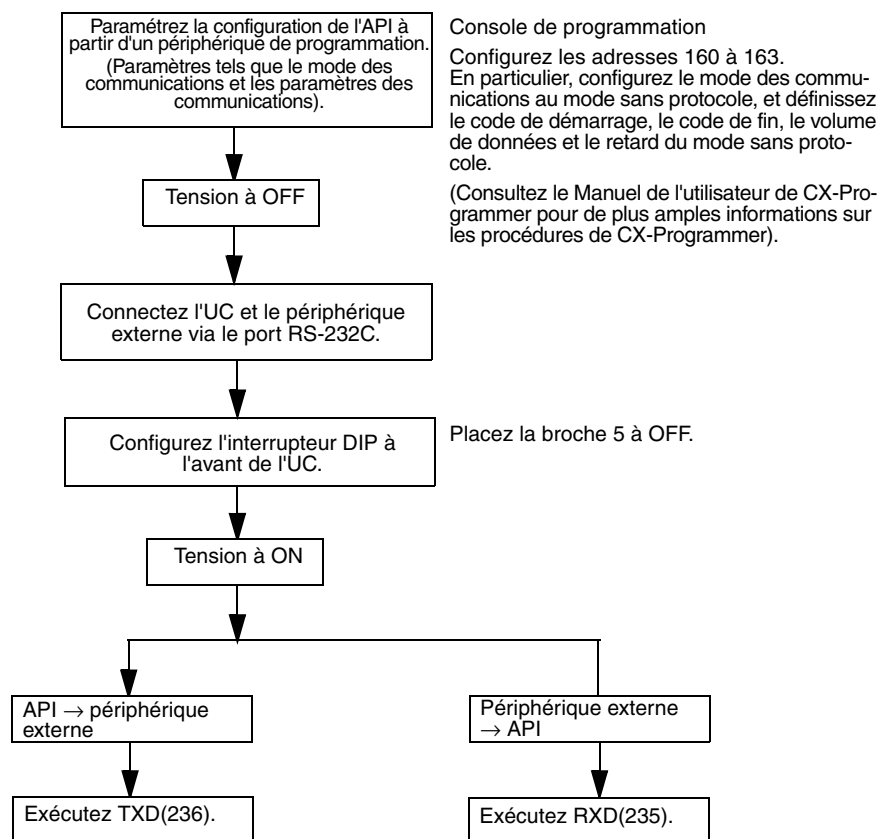 Paramétrez la configuration de l'API à
partir d'un périphérique de programmation.
(Paramètres tels que le mode des
communications et les paramètres des
communications).
Console de programmation
Configurez les adresses 160 à 163.
En particulier, configurez le mode des commu-
nications au mode sans protocole, et définissez
le code de démarrage, le code de fin, le volume
de données et le retard du mode sans proto-
cole.
(Consultez le Manuel de l'utilisateur de CX-Pro-
grammer pour de plus amples informations sur
les procédures de CX-Programmer).
Tension à OFF
Connectez l'UC et le périphérique
externe via le port RS-232C.
Configurez l'interrupteur DIP à
l'avant de l'UC.
Placez la broche 5 à OFF.
Tension à ON
API → périphérique
externe
Périphérique externe
→ API
Exécutez TXD(236).
Exécutez RXD(235).